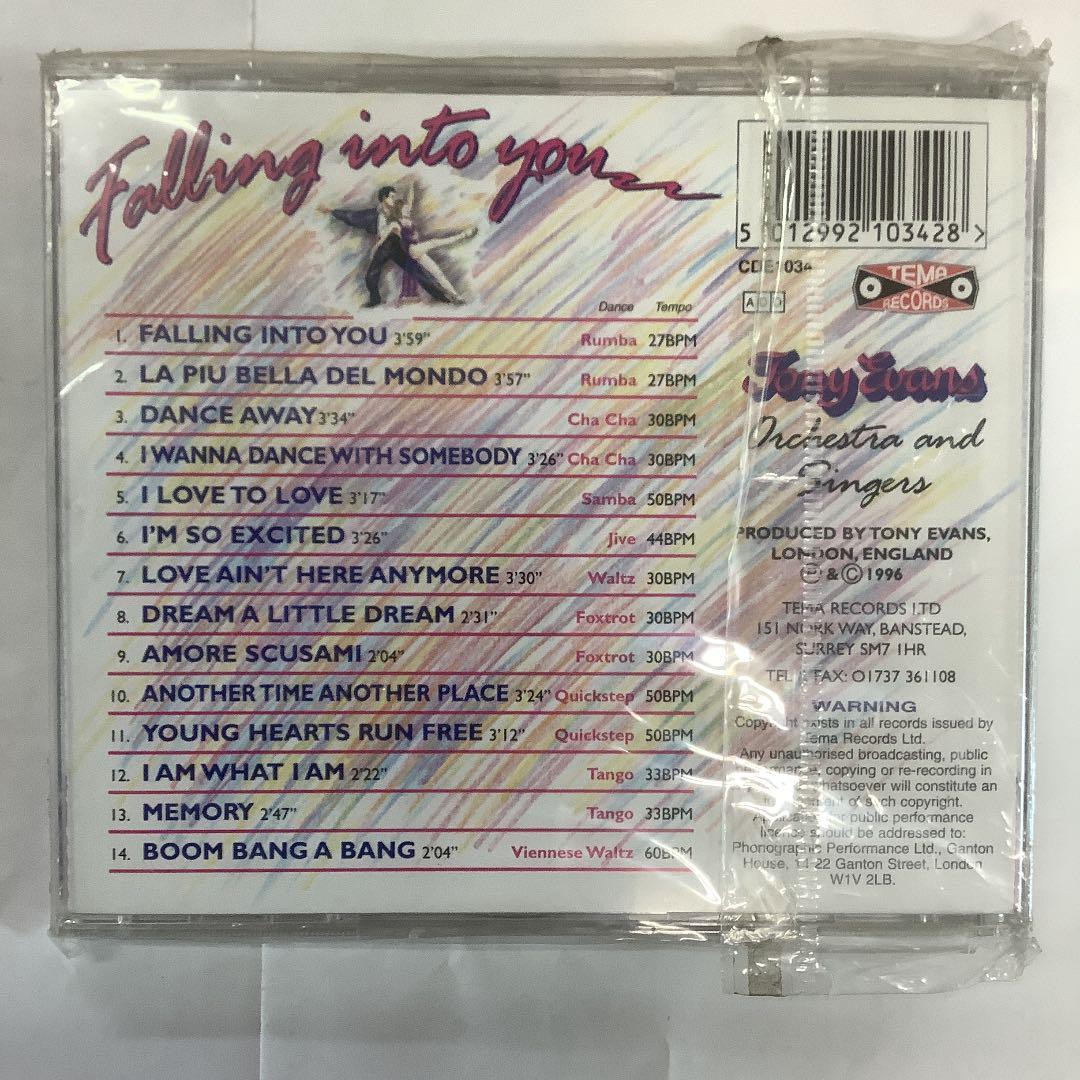 Falling into you
5 012992 103428 >
TEMA
RECORDS
Dance Tempo
1. FALLING INTO YOU 3'59" Rumba 27BPM
2. LA PIU BELLA DEL MONDO 3'57" Rumba 27BPM
3. DANCE AWAY 3'34" Cha Cha 30BPM
4. I WANNA DANCE WITH SOMEBODY 3'26" Cha Cha 30BPM
5. I LOVE TO LOVE 3'17" Samba 50BPM
6. I'M SO EXCITED 3'26" Jive 44BPM
7. LOVE AIN'T HERE ANYMORE 3'30" Waltz 30BPM
8. DREAM A LITTLE DREAM 2'31" Foxtrot 30BPM
9. AMORE SCUSAMI 2'04" Foxtrot 30BPM
10. ANOTHER TIME ANOTHER PLACE 3'24" Quickstep 50BPM
11. YOUNG HEARTS RUN FREE 3'12" Quickstep 50BPM
12. I AM WHAT I AM 2'22" Tango 33BPM
13. MEMORY 2'47" Tango 33BPM
14. BOOM BANG A BANG 2'04" Viennese Waltz 60BPM
Tony Evans
Orchestra and
Singers
PRODUCED BY TONY EVANS,
LONDON, ENGLAND
℗ & © 1996
TEMA RECORDS LTD
151 NORK WAY, BANSTEAD,
SURREY SM7 1HR
TEL FAX: 01737 361108
WARNING
Copyright exists in all records issued by
Tema Records Ltd.
Any unauthorised broadcasting, public
performance, copying or re-recording in
whatsoever will constitute an
of such copyright.
public performance
licence should be addressed to:
Phonographic Performance Ltd., Ganton
House, 14-22 Ganton Street, London
W1V 2LB.